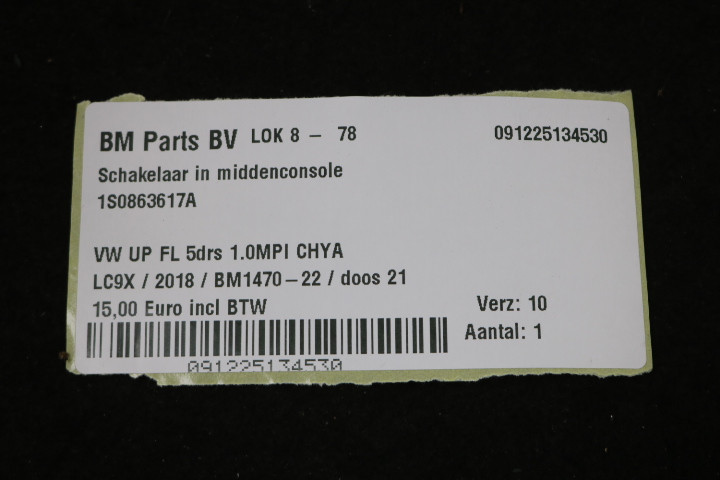 BM Parts BV LOK 8 - 78 091225134530
Schakelaar in middenconsole
1S0863617A
VW UP FL 5drs 1.0MPI CHYA
LC9X / 2018 / BM1470-22 / doos 21
15,00 Euro incl BTW Verz: 10
Aantal: 1
091225134530